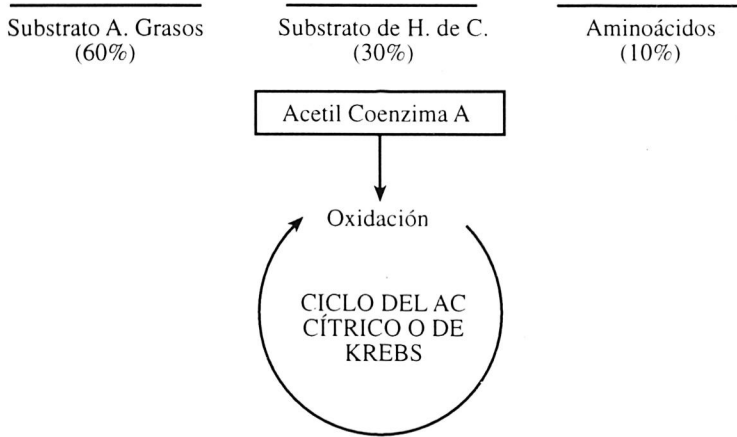 Substrato A. Grasos
(60%)
Substrato de H. de C.
(30%)
Aminoácidos
(10%)
Acetil Coenzima A
Oxidación
CICLO DEL AC
CÍTRICO O DE
KREBS